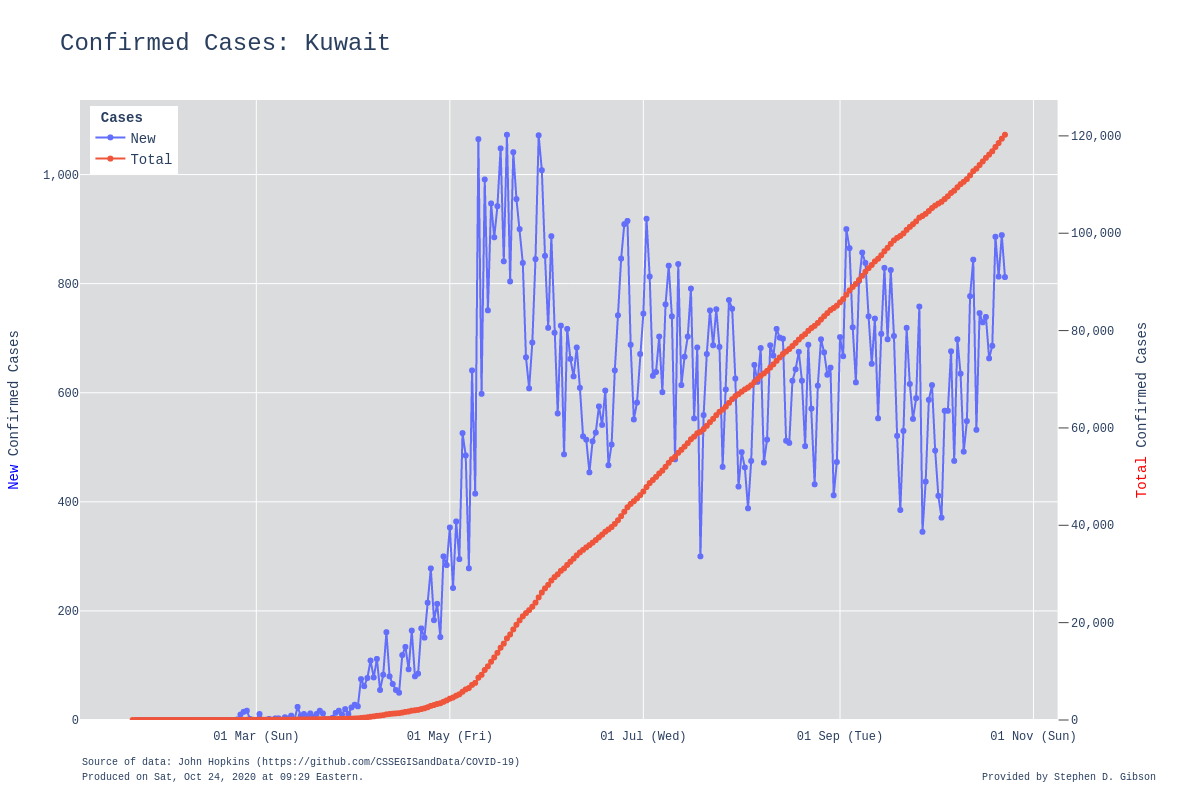 Confirmed Cases: Kuwait
Cases
New
Total
1,000
800
600
400
200
0
New Confirmed Cases
120,000
100,000
80,000
60,000
40,000
20,000
0
Total Confirmed Cases
01 Mar (Sun)
01 May (Fri)
01 Jul (Wed)
01 Sep (Tue)
01 Nov (Sun)
Source of data: John Hopkins (https://github.com/CSSEGISandData/COVID-19)
Produced on Sat, Oct 24, 2020 at 09:29 Eastern.
Provided by Stephen D. Gibson